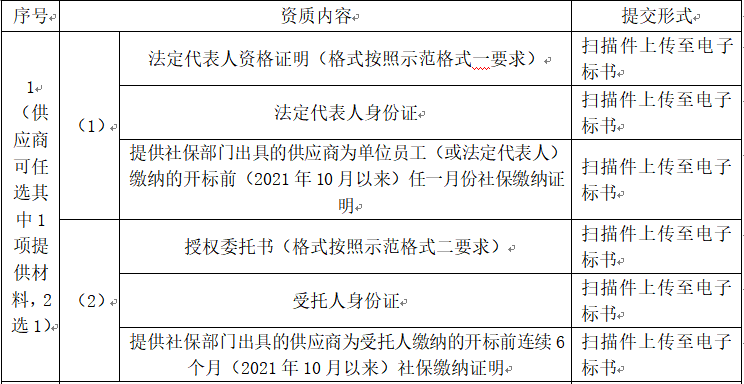 序号 资质内容 提交形式
1
（供
应商
可任
选其
中1
项提
供材
料，2
选1）
（1）
法定代表人资格证明（格式按照示范格式一要求）
扫描件上传至电子
标书
法定代表人身份证
扫描件上传至电子
标书
提供社保部门出具的供应商为单位员工（或法定代表人）
缴纳的开标前（2021年10月以来）任一月份社保缴纳证
明
扫描件上传至电子
标书
（2）
授权委托书（格式按照示范格式二要求）
扫描件上传至电子
标书
受托人身份证
扫描件上传至电子
标书
提供社保部门出具的供应商为受托人缴纳的开标前连续6
个月（2021年10月以来）社保缴纳证明
扫描件上传至电子
标书